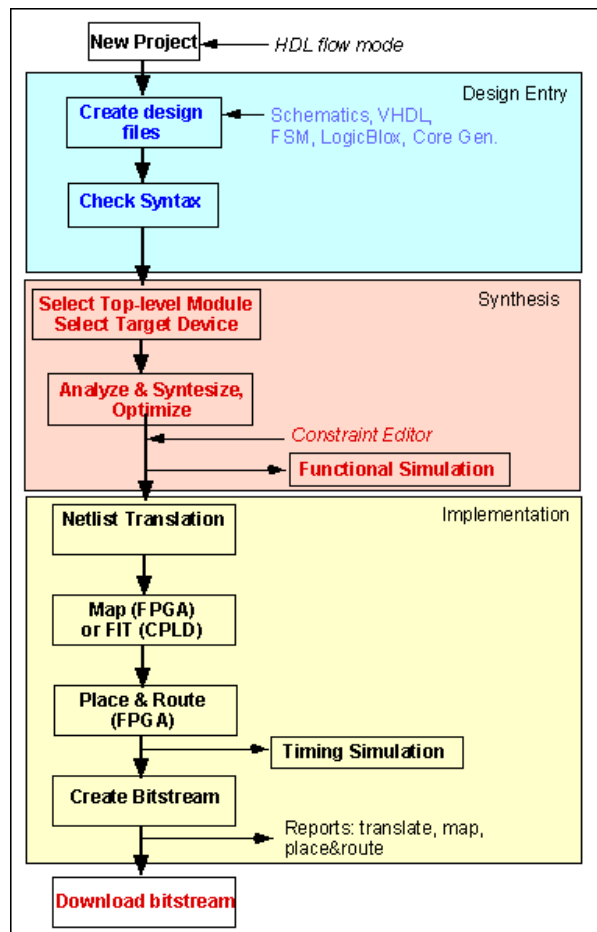 New Project
HDL flow mode
Design Entry
Create design
files
Schematics, VHDL,
FSM, LogicBlox, Core Gen.
Check Syntax
Synthesis
Select Top-level Module
Select Target Device
Analyze & Syntesize,
Optimize
Constraint Editor
Functional Simulation
Implementation
Netlist Translation
Map (FPGA)
or FIT (CPLD)
Place & Route
(FPGA)
Timing Simulation
Create Bitstream
Reports: translate, map,
place&route
Download bitstream